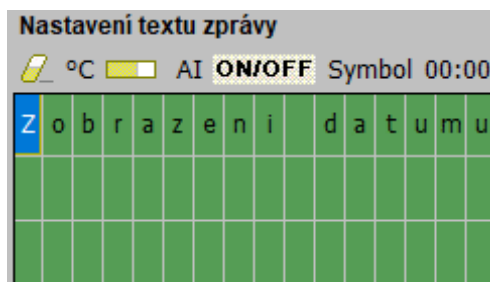 Nastavení textu zprávy
°C AI ON/OFF Symbol 00:00
Zobrazeni datumu